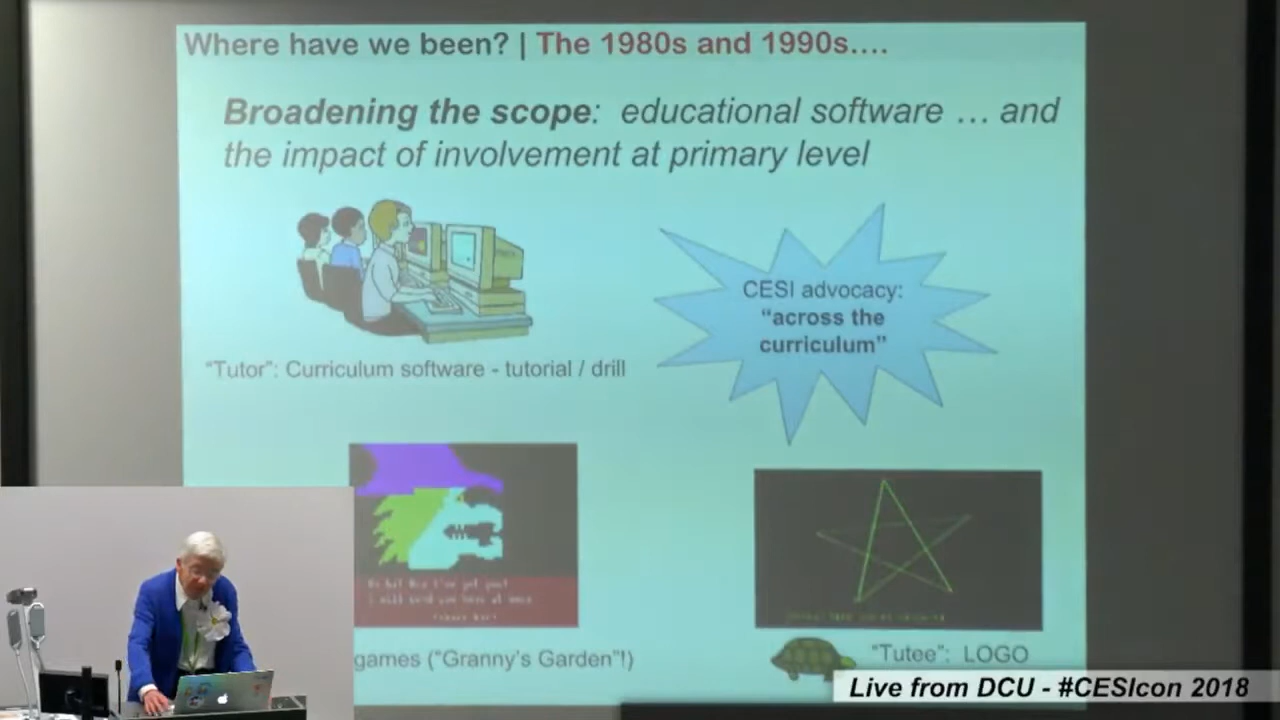 Where have we been? | The 1980s and 1990s....
Broadening the scope: educational software ... and
the impact of involvement at primary level
CESI advocacy:
"across the
curriculum"
"Tutor": Curriculum software - tutorial / drill
games ("Granny's Garden"!)
"Tutee": LOGO
Live from DCU - #CESIcon 2018